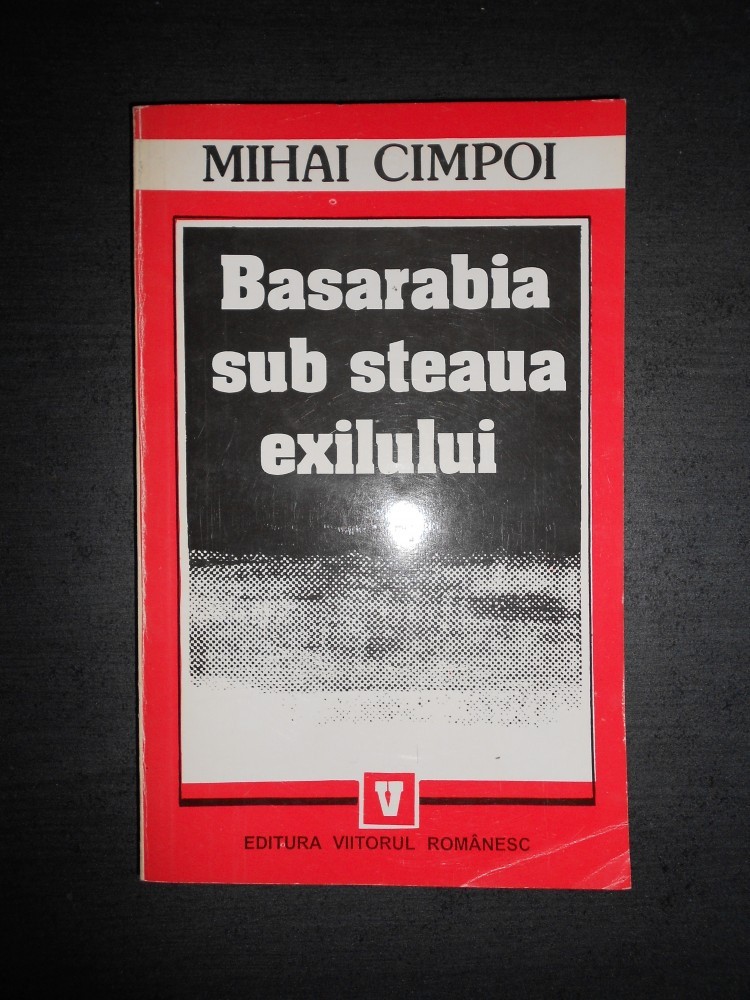 MIHAI CIMPOI
Basarabia
sub steaua
exilului
V
EDITURA VIITORUL ROMÂNESC